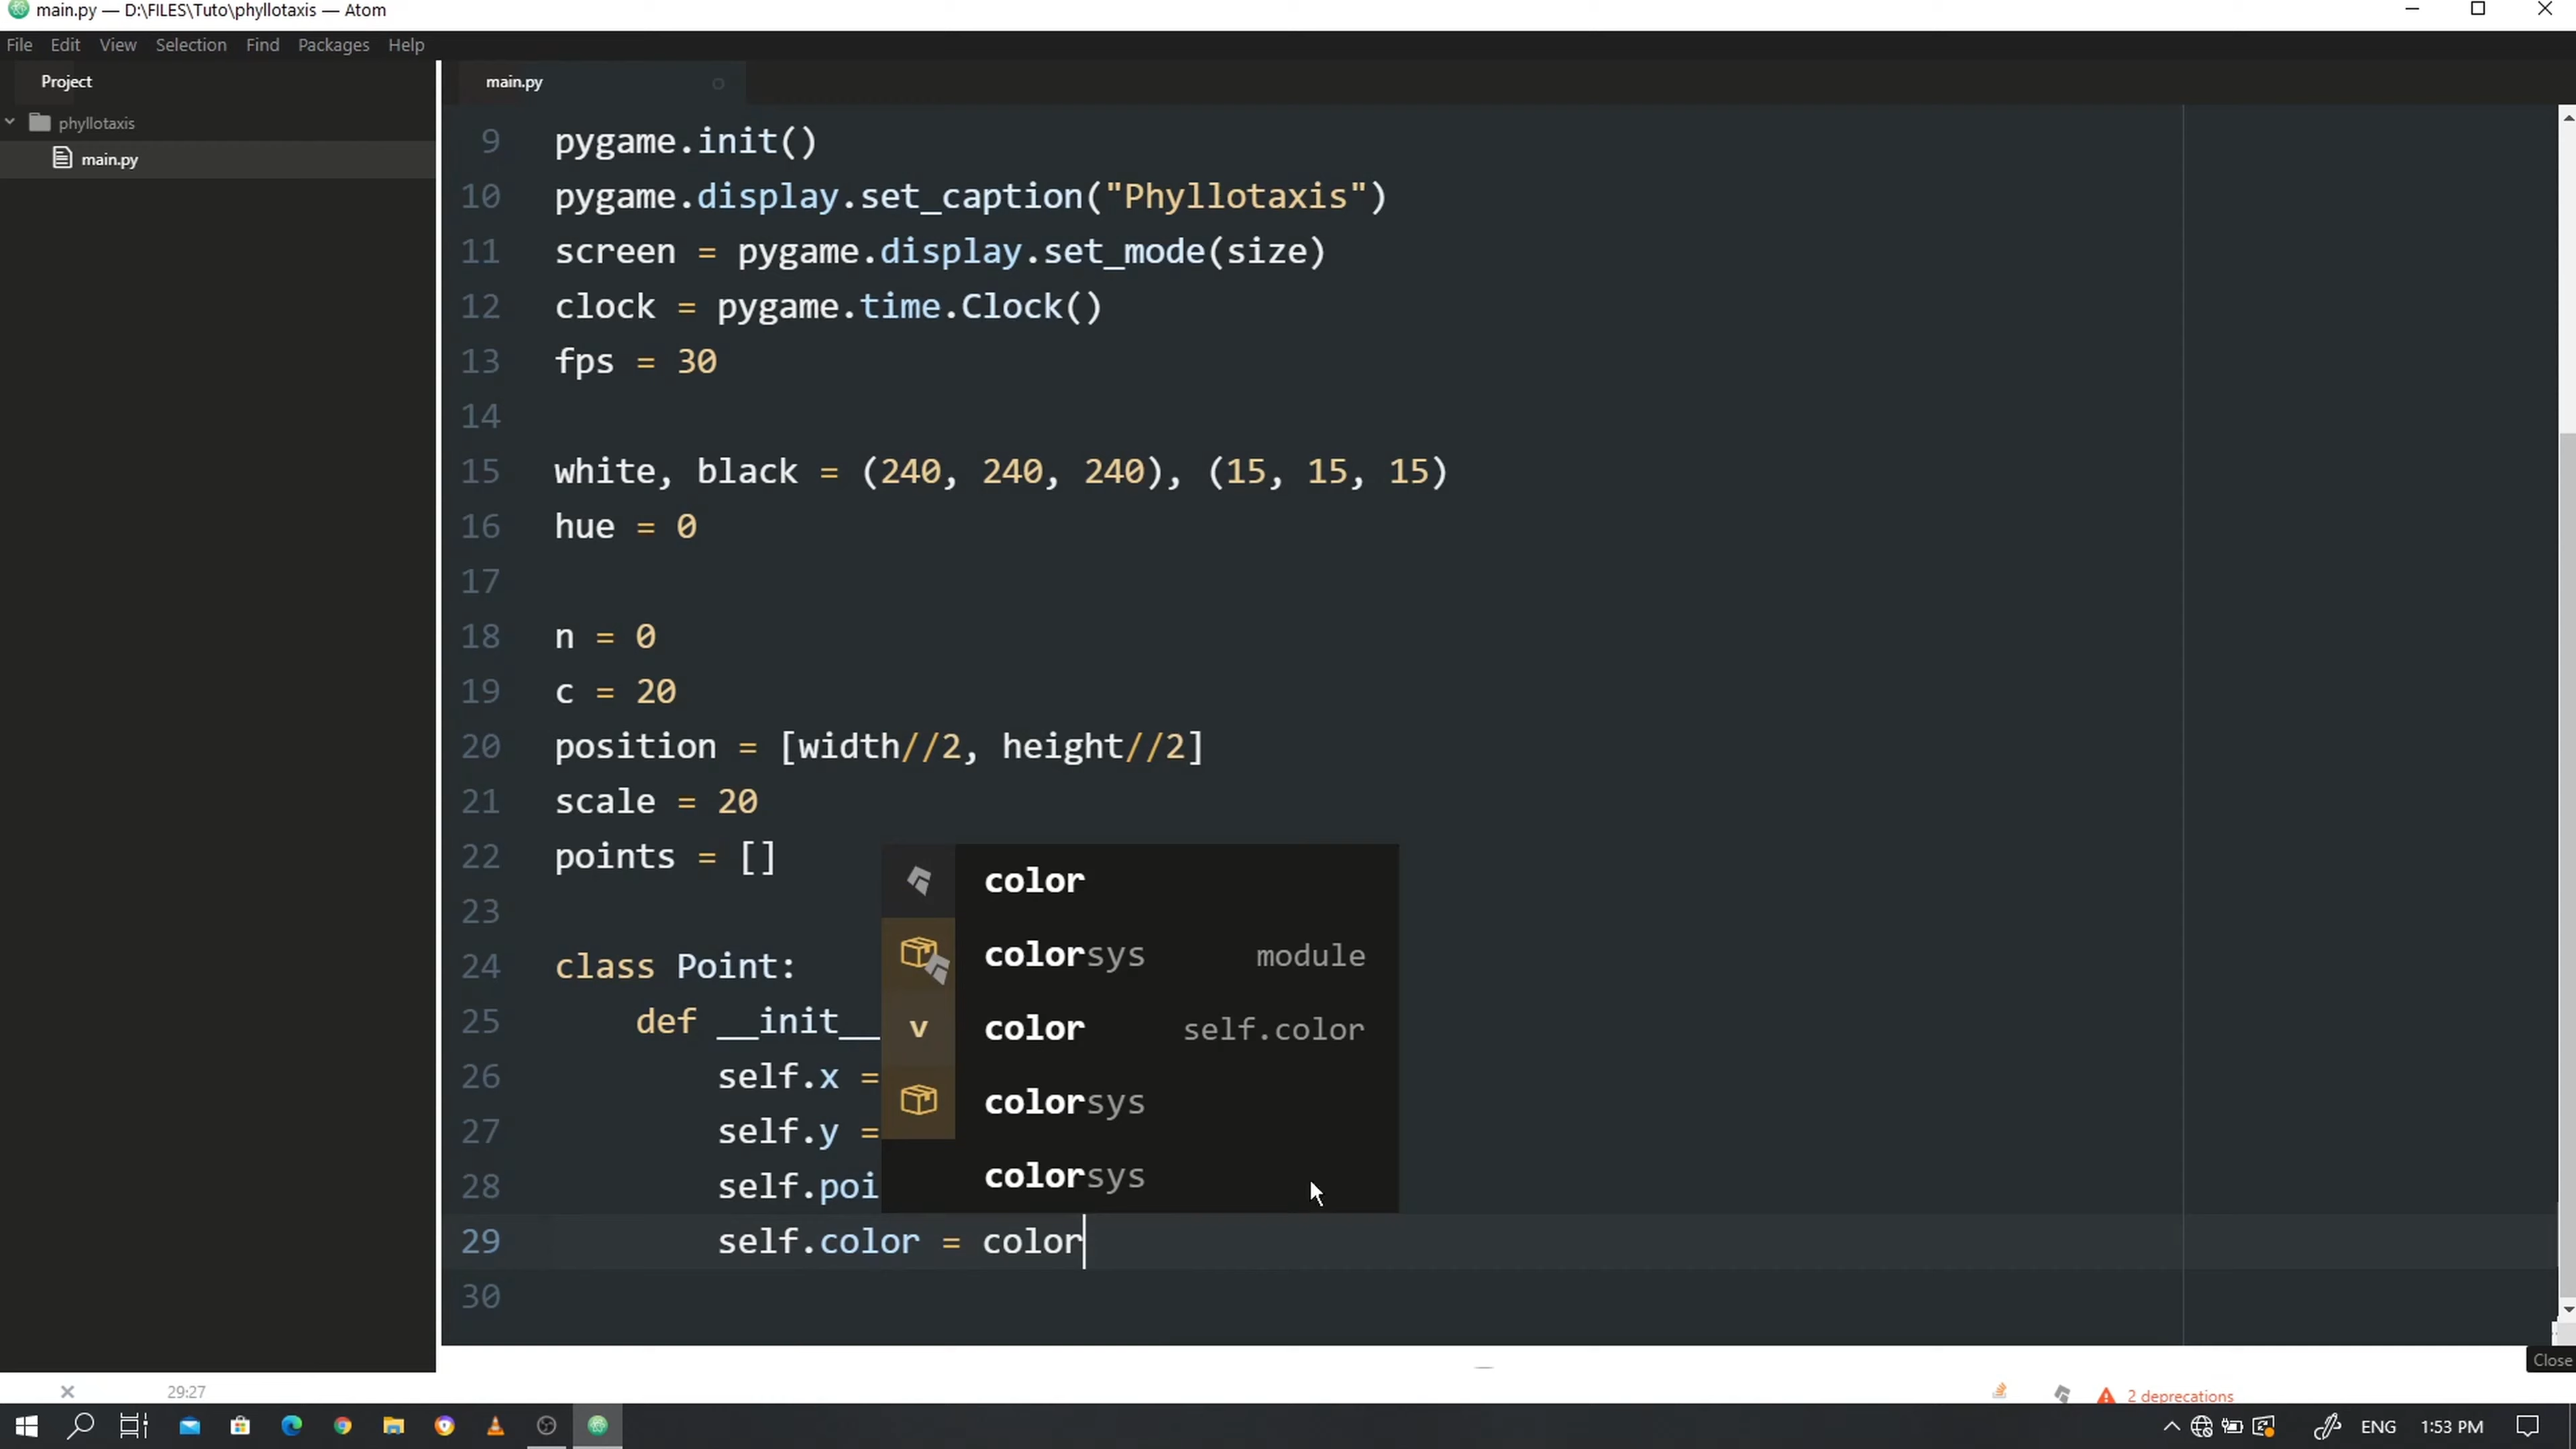 main.py — D:\FILES\Tuto\phyllotaxis — Atom
File Edit View Selection Find Packages Help
Project
phyllotaxis
main.py
main.py
9 pygame.init()
10 pygame.display.set_caption("Phyllotaxis")
11 screen = pygame.display.set_mode(size)
12 clock = pygame.time.Clock()
13 fps = 30
14
15 white, black = (240, 240, 240), (15, 15, 15)
16 hue = 0
17
18 n = 0
19 c = 20
20 position = [width//2, height//2]
21 scale = 20
22 points = []
23
24 class Point:
25 def __init__
26 self.x =
27 self.y =
28 self.poi
29 self.color = color
30
color
colorsys module
v color self.color
colorsys
colorsys
Close
29:27
2 deprecations
ENG 1:53 PM